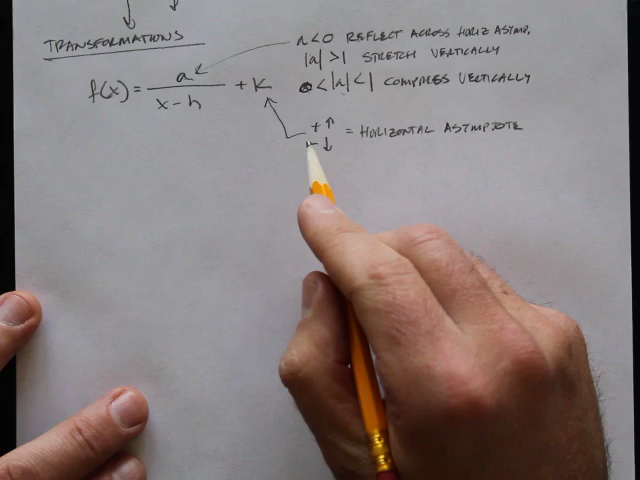 TRANSFORMATIONS
a<0 REFLECT ACROSS HORIZ ASYMP.
|a|>1 STRETCH VERTICALLY
0<|a|<1 COMPRESS VERTICALLY
f(x) = a / (x-h) + K
+ ↑ = HORIZONTAL ASYMPTOTE
- ↓